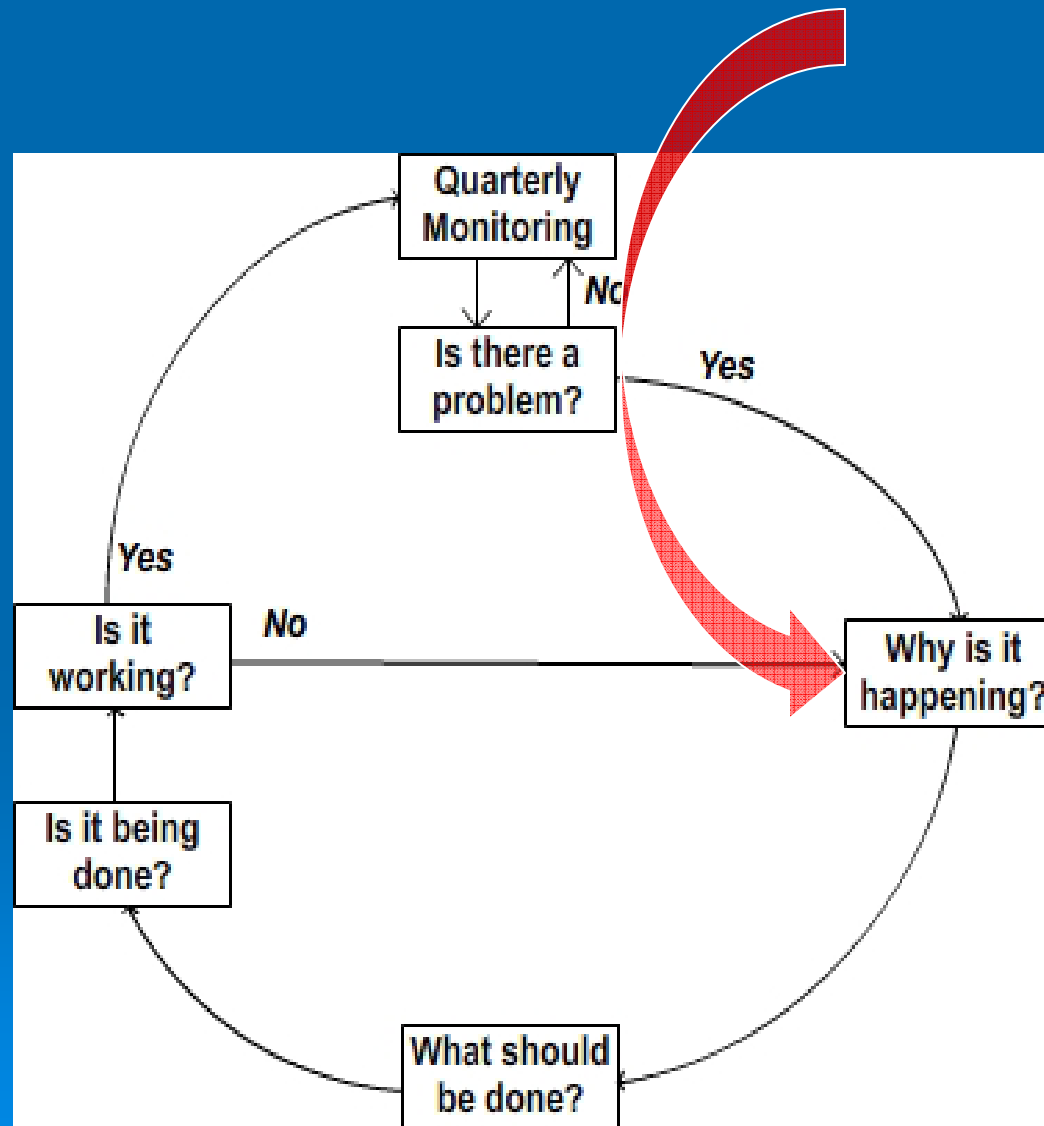 Quarterly
Monitoring
No
Is there a
problem?
Yes
Yes
Is it
working?
No
Why is it
happening?
Is it being
done?
What should
be done?